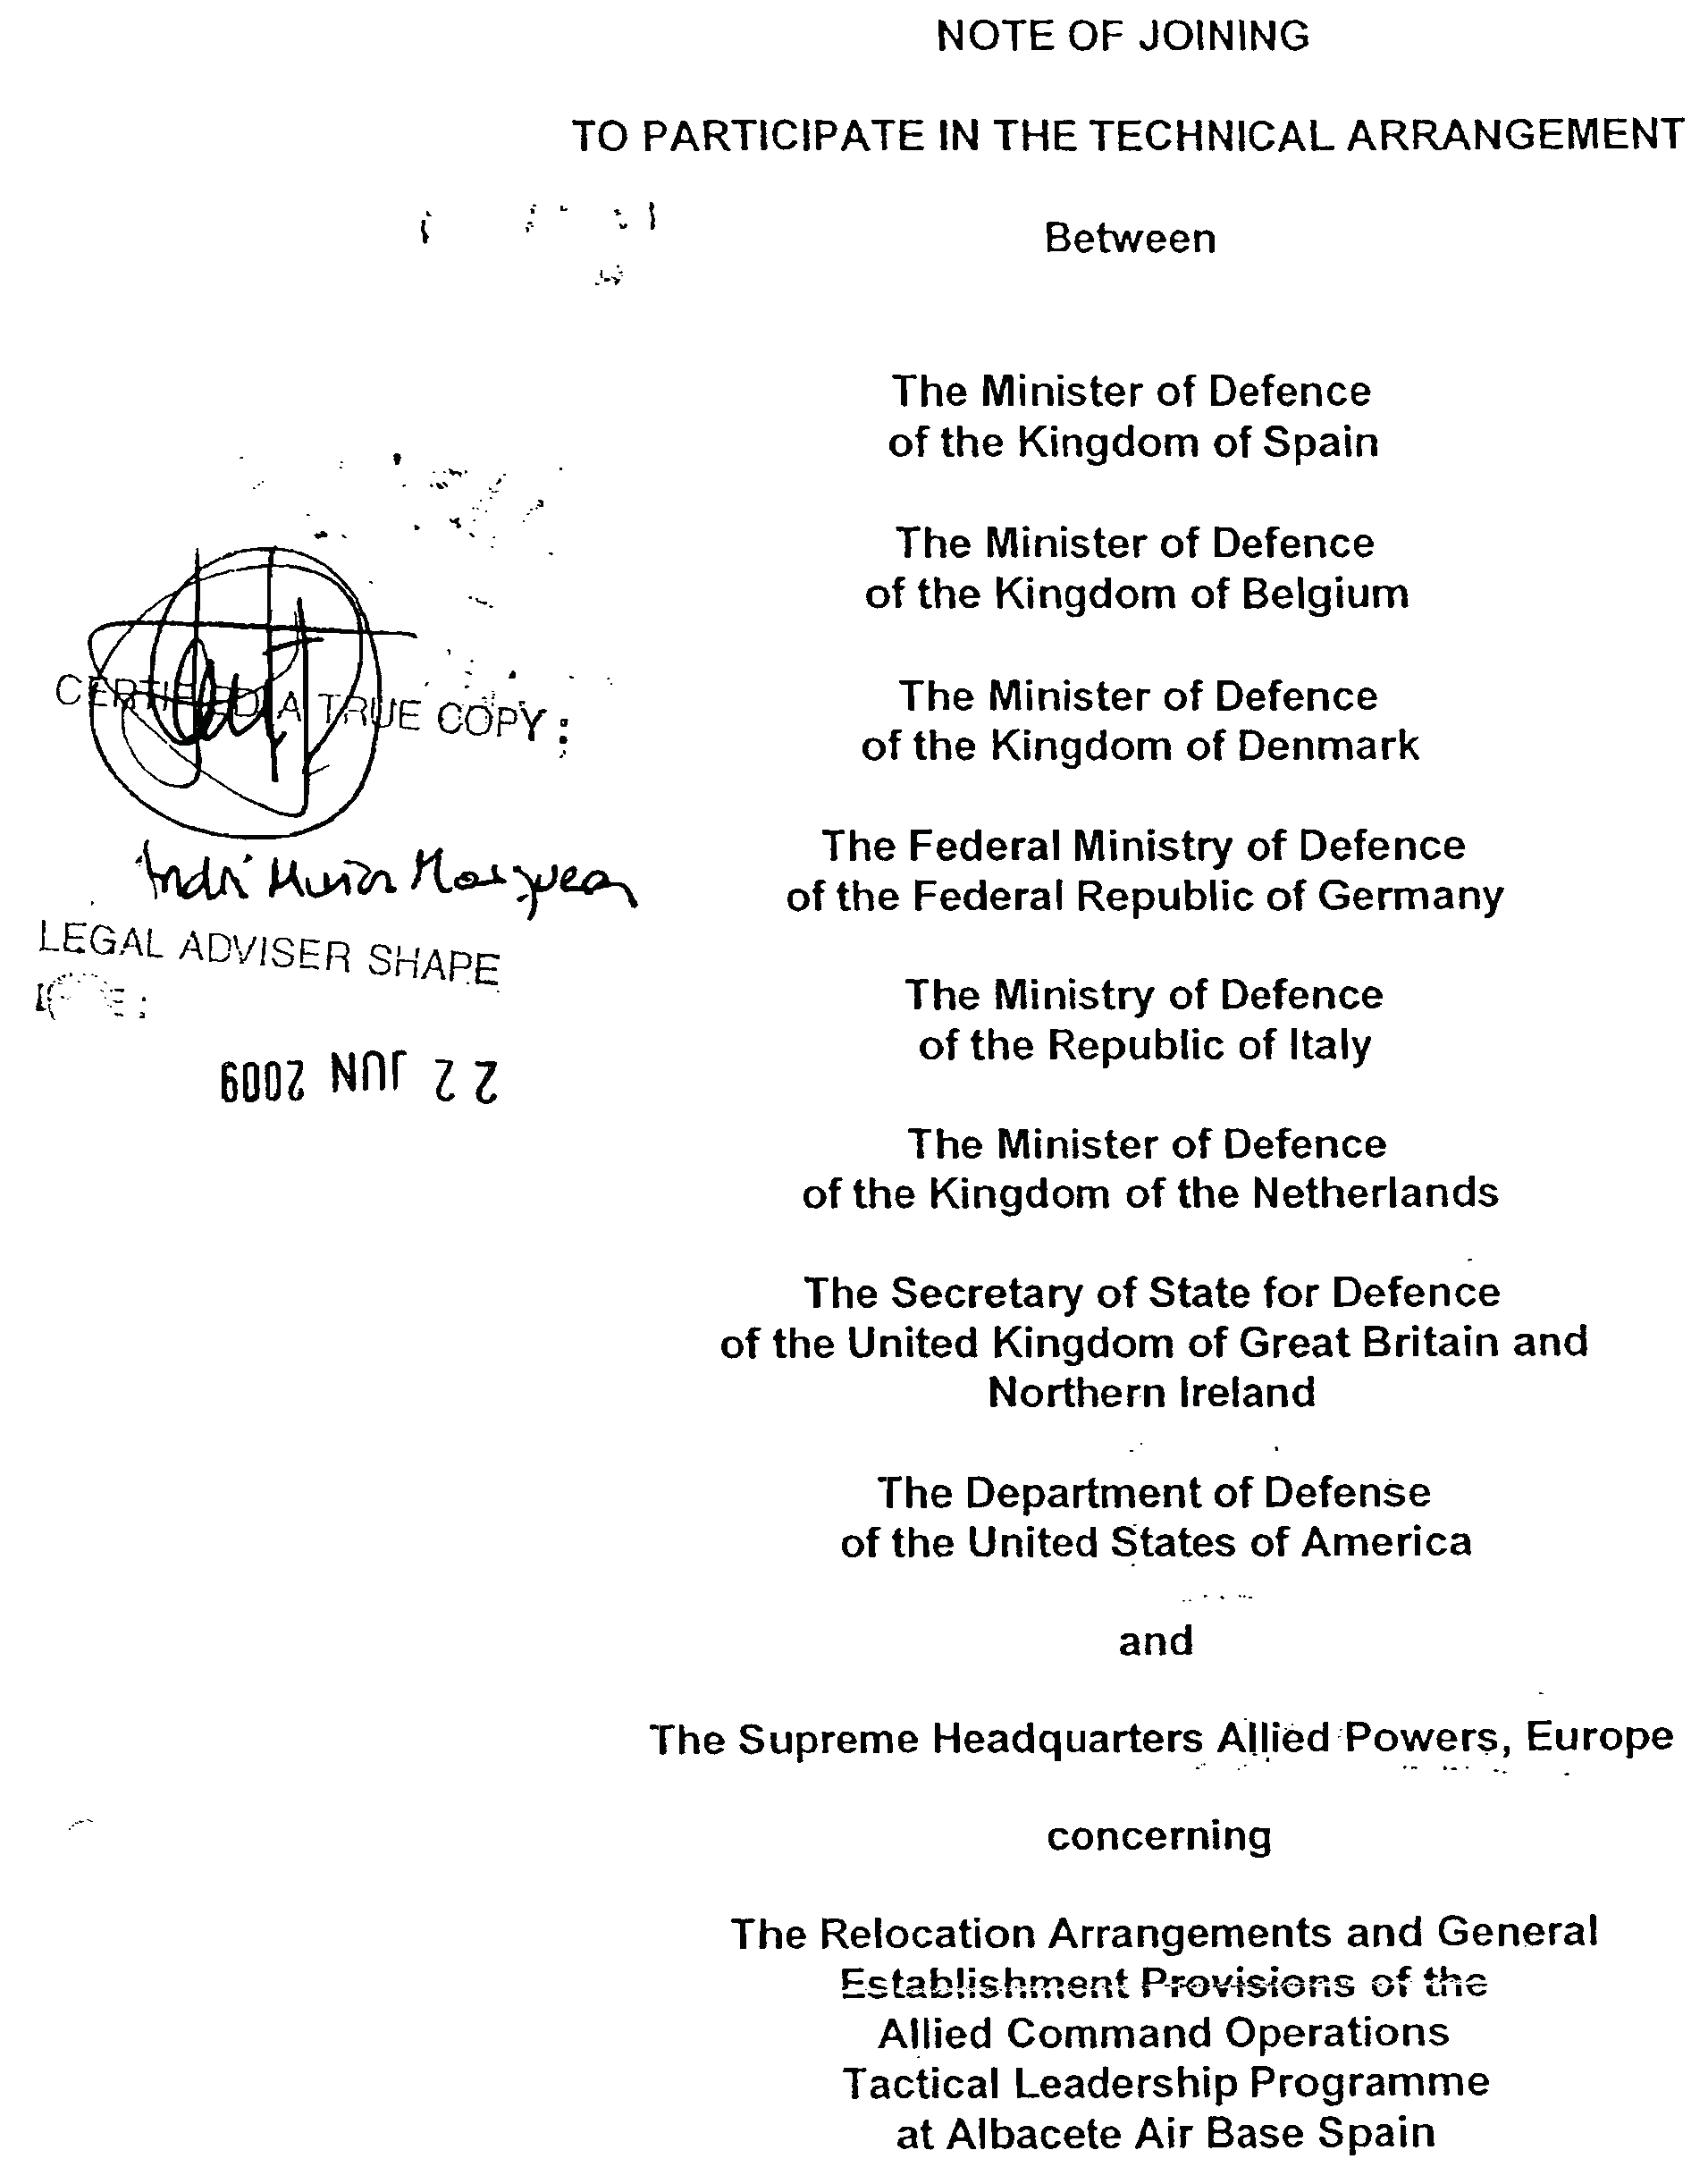 NOTE OF JOINING
TO PARTICIPATE IN THE TECHNICAL ARRANGEMENT
Between
The Minister of Defence
of the Kingdom of Spain
The Minister of Defence
of the Kingdom of Belgium
The Minister of Defence
of the Kingdom of Denmark
The Federal Ministry of Defence
of the Federal Republic of Germany
The Ministry of Defence
of the Republic of Italy
The Minister of Defence
of the Kingdom of the Netherlands
The Secretary of State for Defence
of the United Kingdom of Great Britain and
Northern Ireland
The Department of Defense
of the United States of America
and
The Supreme Headquarters Allied Powers, Europe
concerning
The Relocation Arrangements and General
Establishment Provisions of the
Allied Command Operations
Tactical Leadership Programme
at Albacete Air Base Spain
CERTIFIED A TRUE COPY:
LEGAL ADVISER SHAPE
22 JUN 2009